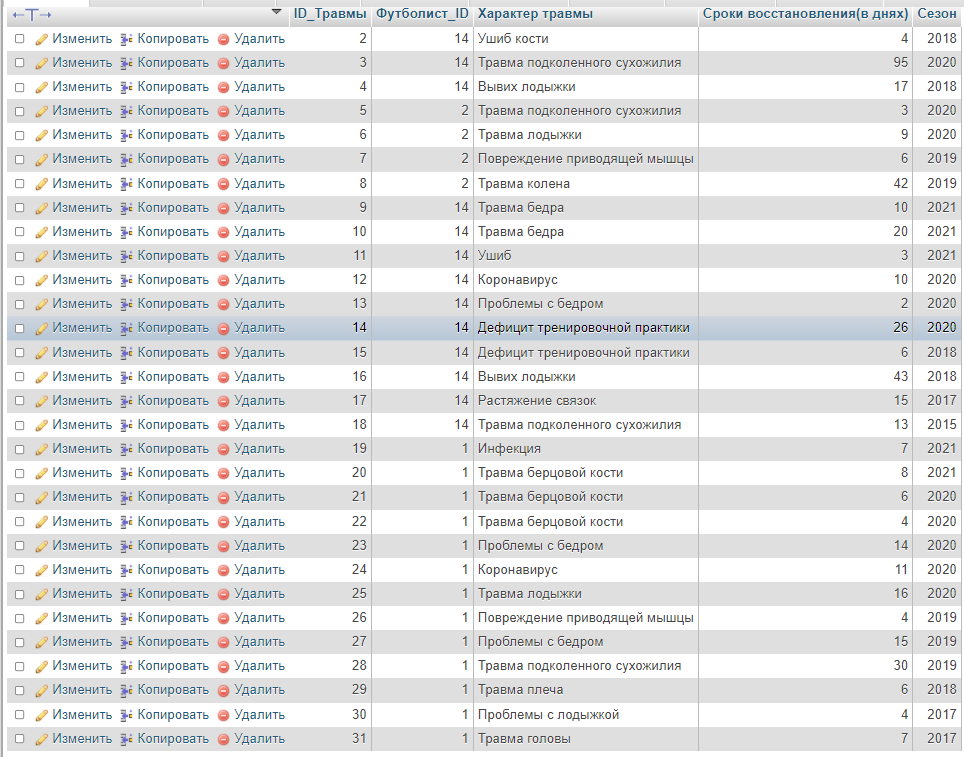 ←T→ ID_Травмы Футболист_ID Характер травмы Сроки восстановления(в днях) Сезон
Изменить Копировать Удалить 2 14 Ушиб кости 4 2018
Изменить Копировать Удалить 3 14 Травма подколенного сухожилия 95 2020
Изменить Копировать Удалить 4 14 Вывих лодыжки 17 2018
Изменить Копировать Удалить 5 2 Травма подколенного сухожилия 3 2020
Изменить Копировать Удалить 6 2 Травма лодыжки 9 2020
Изменить Копировать Удалить 7 2 Повреждение приводящей мышцы 6 2019
Изменить Копировать Удалить 8 2 Травма колена 42 2019
Изменить Копировать Удалить 9 14 Травма бедра 10 2021
Изменить Копировать Удалить 10 14 Травма бедра 20 2021
Изменить Копировать Удалить 11 14 Ушиб 3 2021
Изменить Копировать Удалить 12 14 Коронавирус 10 2020
Изменить Копировать Удалить 13 14 Проблемы с бедром 2 2020
Изменить Копировать Удалить 14 14 Дефицит тренировочной практики 26 2020
Изменить Копировать Удалить 15 14 Дефицит тренировочной практики 6 2018
Изменить Копировать Удалить 16 14 Вывих лодыжки 43 2018
Изменить Копировать Удалить 17 14 Растяжение связок 15 2017
Изменить Копировать Удалить 18 14 Травма подколенного сухожилия 13 2015
Изменить Копировать Удалить 19 1 Инфекция 7 2021
Изменить Копировать Удалить 20 1 Травма берцовой кости 8 2021
Изменить Копировать Удалить 21 1 Травма берцовой кости 6 2020
Изменить Копировать Удалить 22 1 Травма берцовой кости 4 2020
Изменить Копировать Удалить 23 1 Проблемы с бедром 14 2020
Изменить Копировать Удалить 24 1 Коронавирус 11 2020
Изменить Копировать Удалить 25 1 Травма лодыжки 16 2020
Изменить Копировать Удалить 26 1 Повреждение приводящей мышцы 4 2019
Изменить Копировать Удалить 27 1 Проблемы с бедром 15 2019
Изменить Копировать Удалить 28 1 Травма подколенного сухожилия 30 2019
Изменить Копировать Удалить 29 1 Травма плеча 6 2018
Изменить Копировать Удалить 30 1 Проблемы с лодыжкой 4 2017
Изменить Копировать Удалить 31 1 Травма головы 7 2017